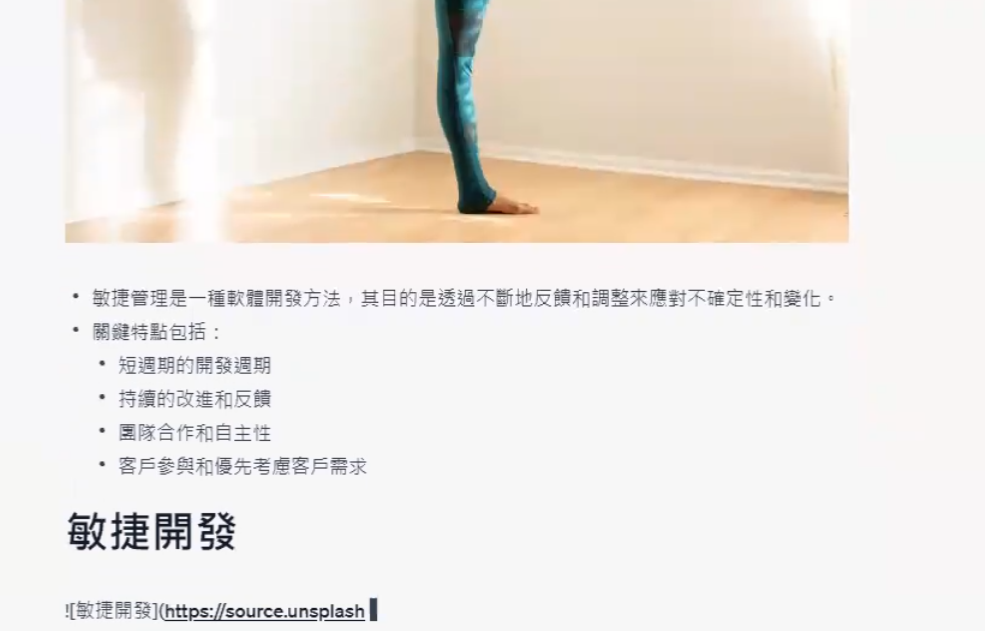 • 敏捷管理是一種軟體開發方法，其目的是透過不斷地反饋和調整來應對不確定性和變化。
• 關鍵特點包括：
• 短週期的開發週期
• 持續的改進和反饋
• 團隊合作和自主性
• 客戶參與和優先考慮客戶需求
敏捷開發
![敏捷開發](https://source.unsplash